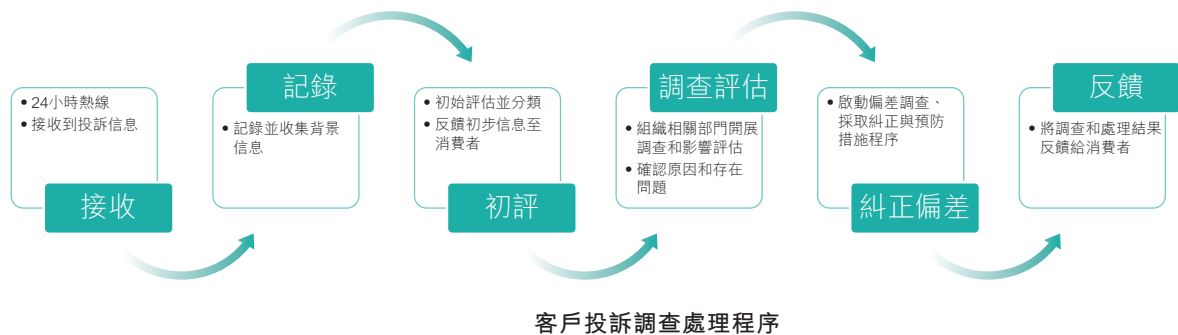 • 24小時熱線
• 接收到投訴信息
接收
記錄
• 記錄並收集背景
信息
• 初始評估並分類
• 反饋初步信息至
消費者
初評
調查評估
• 組織相關部門開展
調查和影響評估
• 確認原因和存在
問題
• 啟動偏差調查、
採取糾正與預防
措施程序
糾正偏差
反饋
• 將調查和處理結果
反饋給消費者
客戶投訴調查處理程序